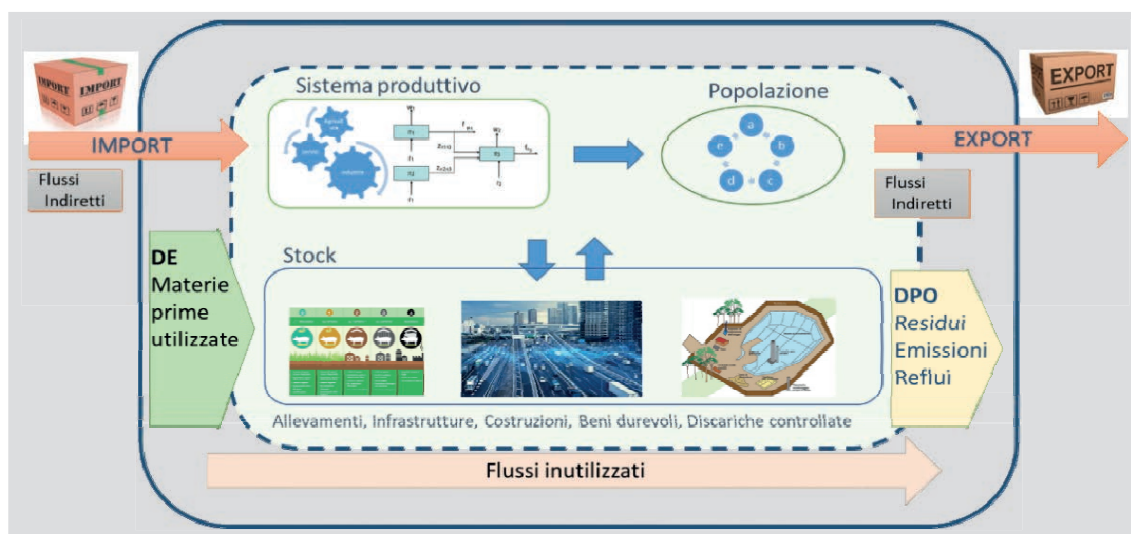 IMPORT
IMPORT
EXPORT
Sistema produttivo
Popolazione
IMPORT
EXPORT
a
e
b
d
c
Flussi
Indiretti
Flussi
Indiretti
DE
Materie
prime
utilizzate
Stock
DPO
Residui
Emissioni
Reflui
Allevamenti, Infrastrutture, Costruzioni, Beni durevoli, Discariche controllate
Flussi inutilizzati